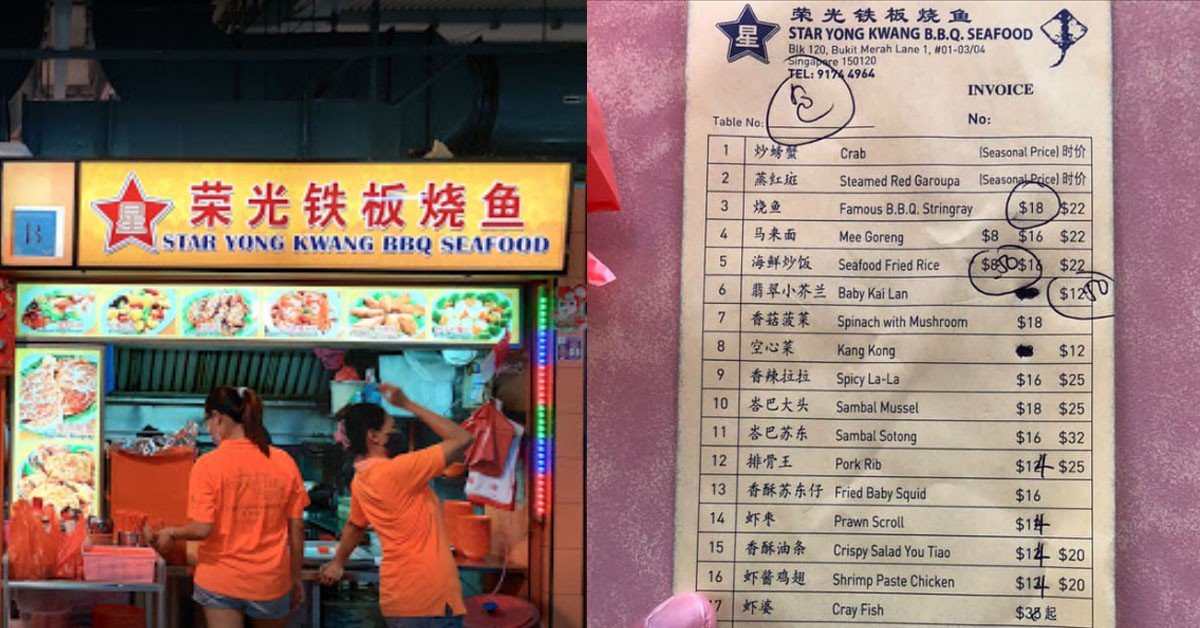 B
星
荣光铁板烧鱼
STAR YONG KWANG BBQ SEAFOOD
星
荣光铁板烧鱼
STAR YONG KWANG B.B.Q. SEAFOOD
Blk 120, Bukit Merah Lane 1, #01-03/04
Singapore 150120
TEL: 9174 4964
INVOICE
Table No:
No:
1 炒螃蟹 Crab (Seasonal Price) 时价
2 蒸红斑 Steamed Red Garoupa (Seasonal Price) 时价
3 烧鱼 Famous B.B.Q. Stringray $18 $22
4 马来面 Mee Goreng $8 $16 $22
5 海鲜炒饭 Seafood Fried Rice $8 50 $16 $22
6 翡翠小芥兰 Baby Kai Lan $12 50
7 香菇菠菜 Spinach with Mushroom $18
8 空心菜 Kang Kong $12
9 香辣拉拉 Spicy La-La $16 $25
10 峇巴大头 Sambal Mussel $18 $25
11 峇巴苏东 Sambal Sotong $16 $32
12 排骨王 Pork Rib $14 $25
13 香酥苏东仔 Fried Baby Squid $16
14 虾枣 Prawn Scroll $14
15 香酥油条 Crispy Salad You Tiao $14 $20
16 虾酱鸡翅 Shrimp Paste Chicken $14 $20
17 虾婆 Cray Fish 起